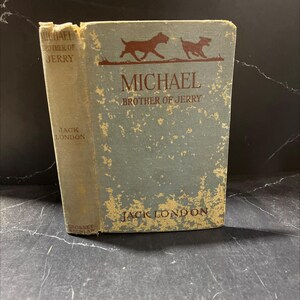 MICHAEL
BROTHER OF
JERRY
JACK
LONDON
MICHAEL
BROTHER OF JERRY
JACK LONDON